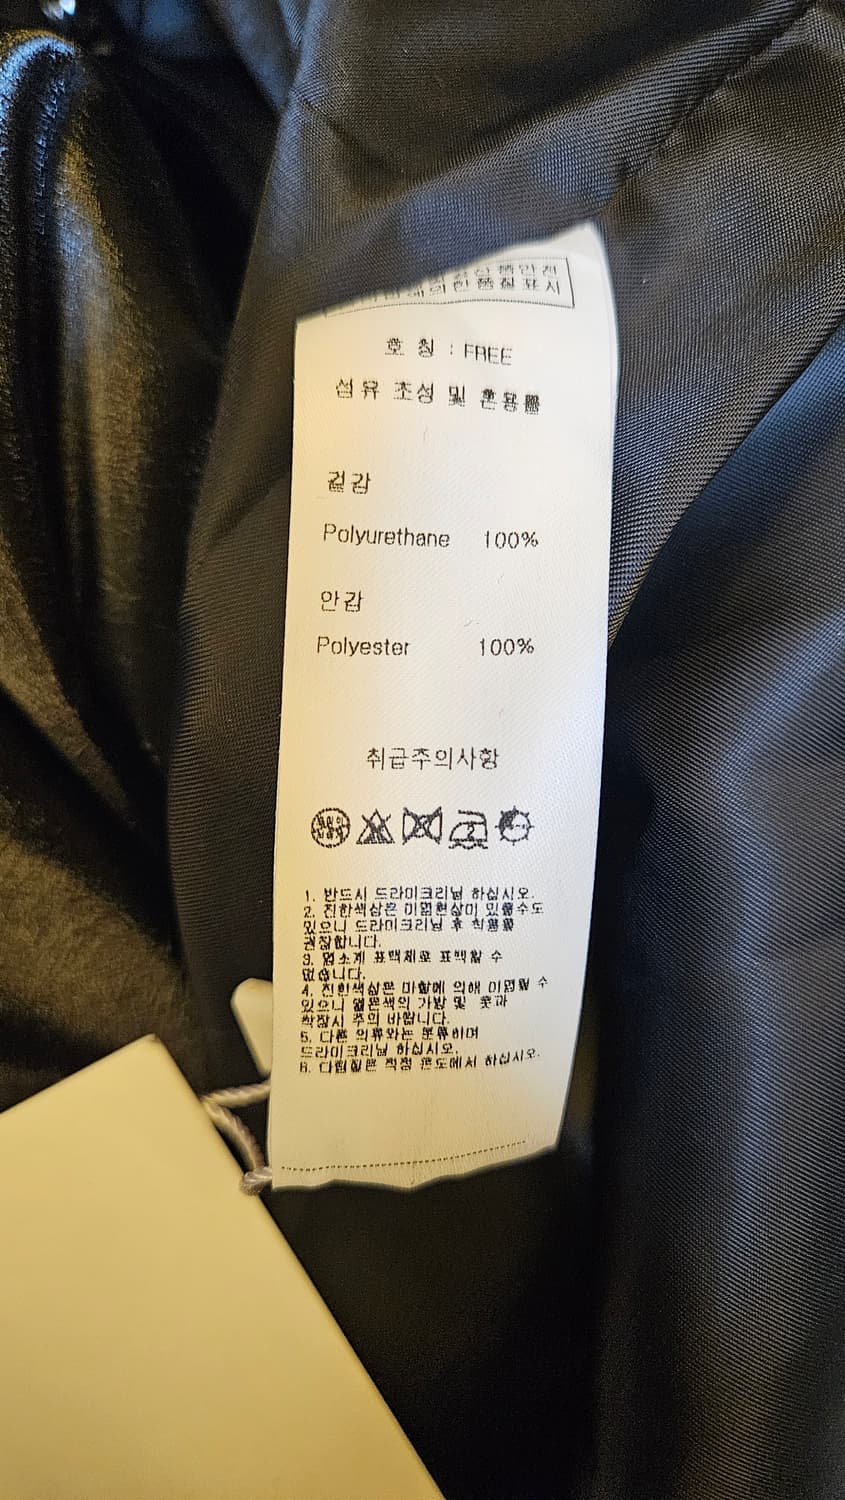 의한 품질표시
호 칭 : FREE
섬유 조성 및 혼용률
겉감
Polyurethane 100%
안감
Polyester 100%
취급주의사항
1. 반드시 드라이크리닝 하십시오.
2. 진한색상은 이염현상이 있을수도
있으니 드라이크리닝 후 착용을
권장합니다.
3. 염소계 표백제로 표백할 수
없습니다.
4. 진한색상은 마찰에 의해 이염될 수
있으니 옅은색의 가방 및 옷과
착장시 주의 바랍니다.
5. 다른 의류와는 분류하여
드라이크리닝 하십시오.
6. 다림질은 적정 온도에서 하십시오.